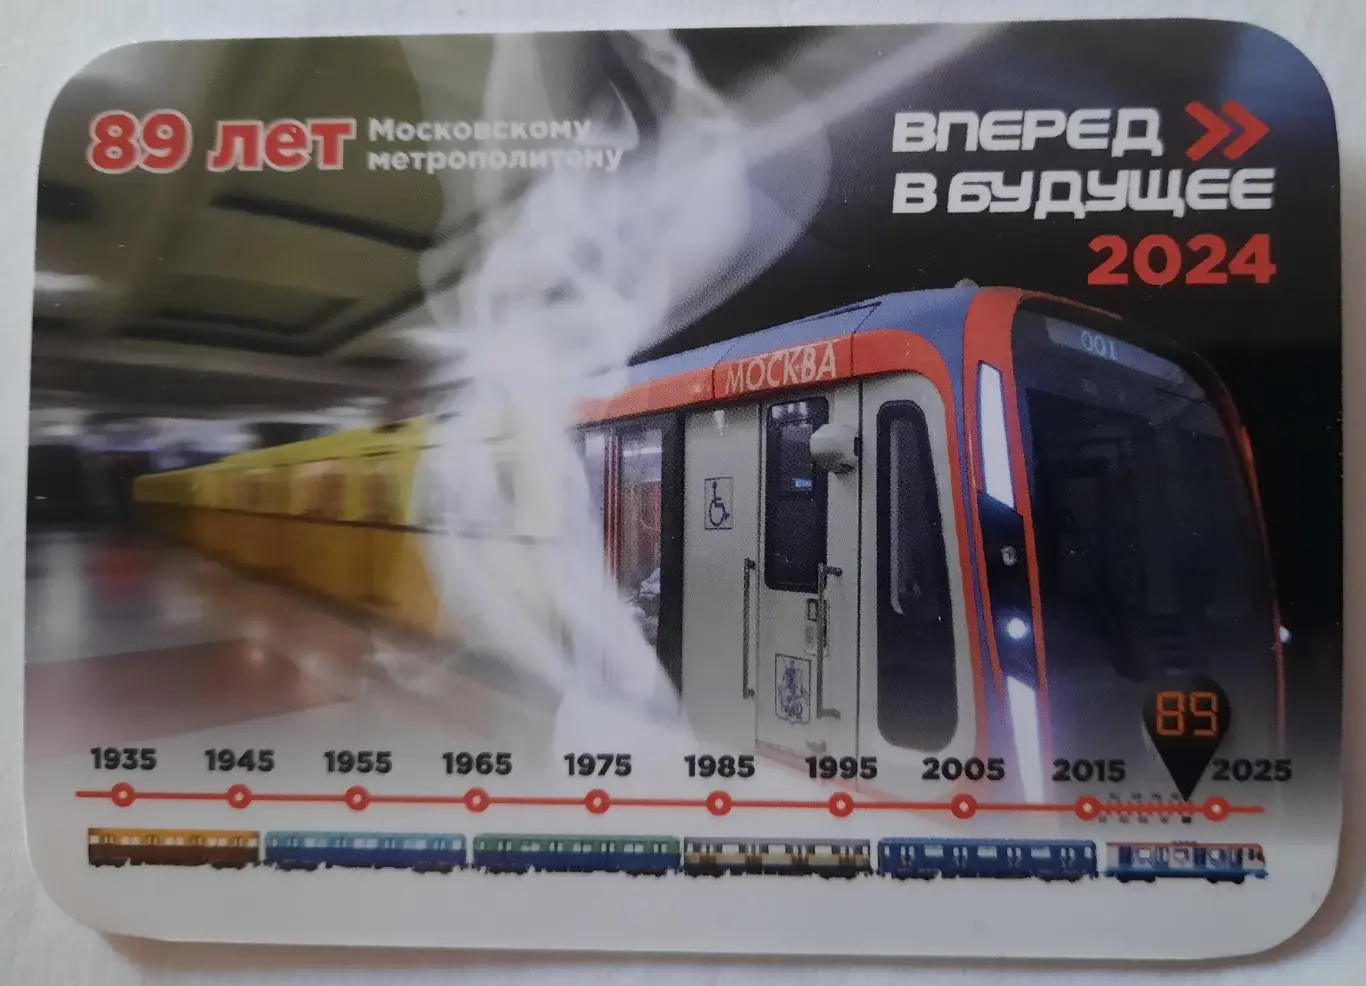 89 лет Московскому
метрополитену
ВПЕРЕД
В БУДУЩЕЕ
2024
001
МОСКВА
89
1935 1945 1955 1965 1975 1985 1995 2005 2015 2025